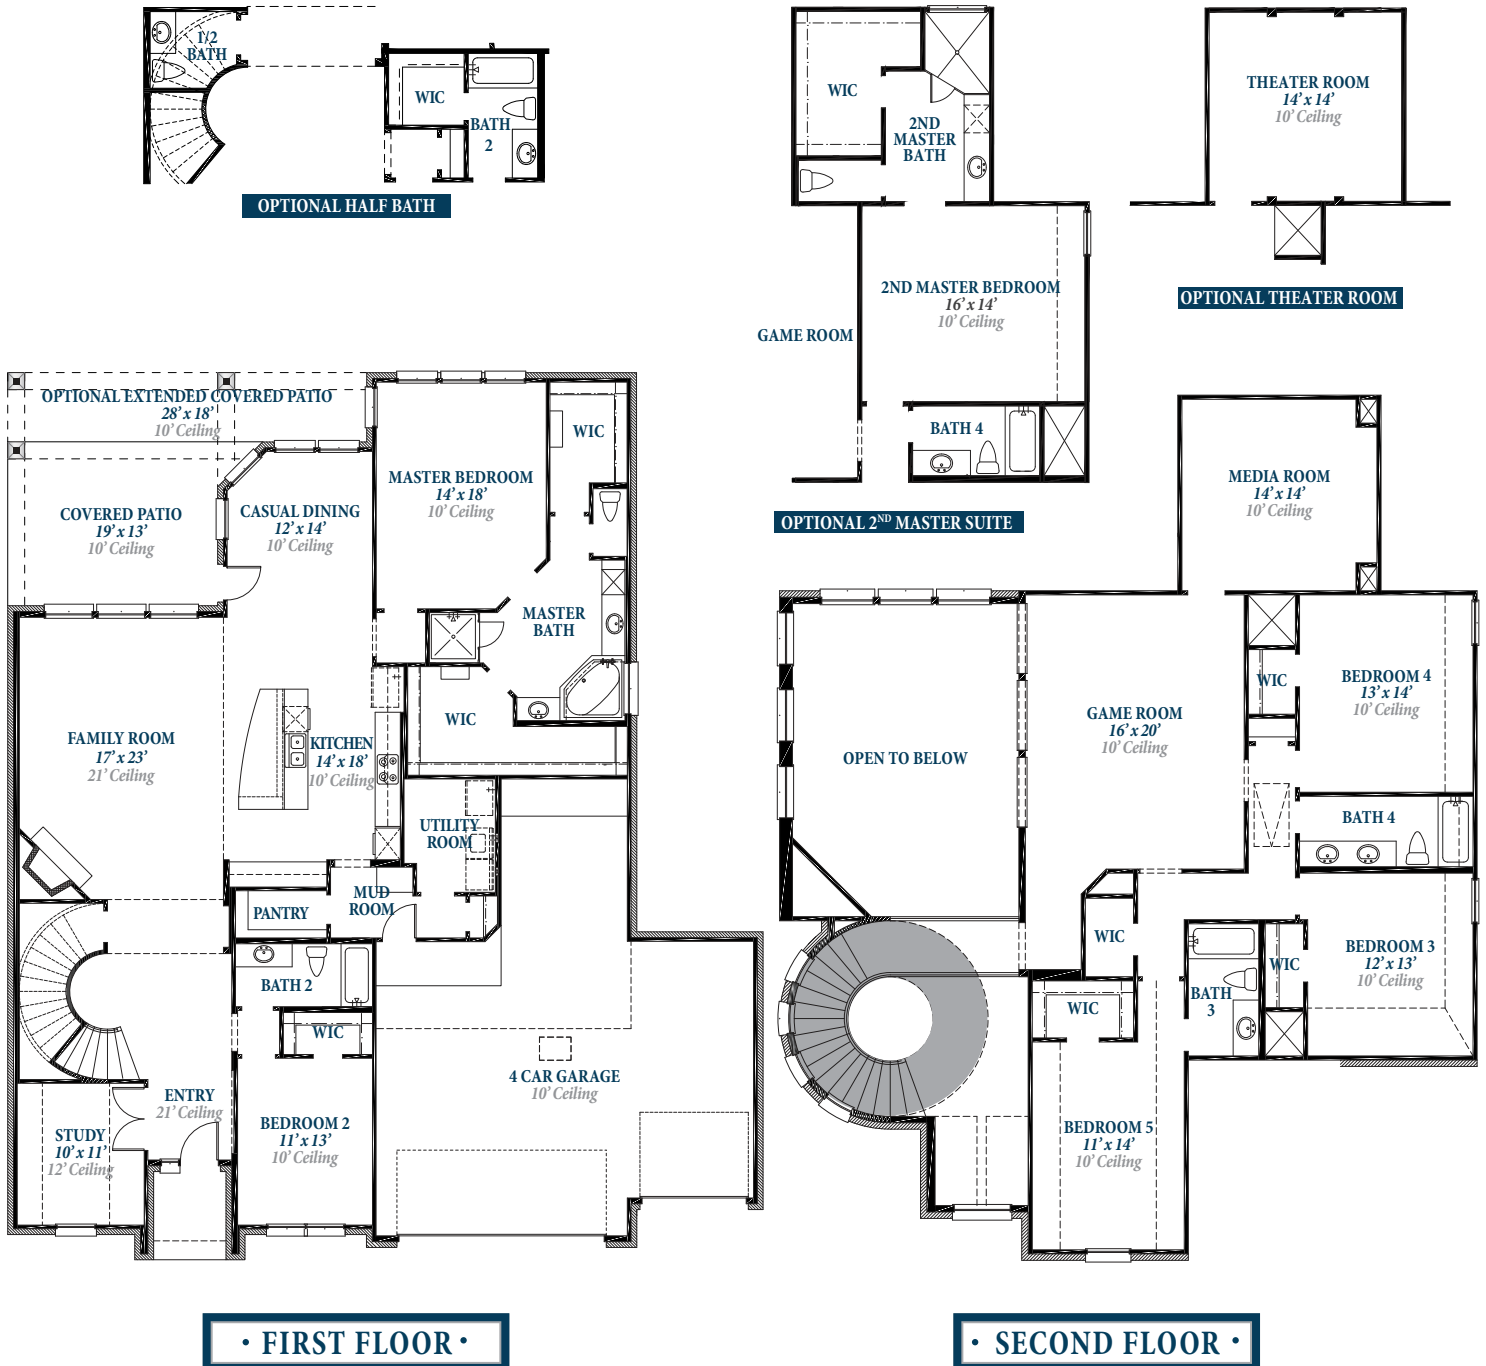 1/2
BATH
WIC
BATH
2
OPTIONAL HALF BATH
WIC
2ND
MASTER
BATH
2ND MASTER BEDROOM
16' x 14'
10' Ceiling
GAME ROOM
BATH 4
OPTIONAL 2ND MASTER SUITE
THEATER ROOM
14' x 14'
10' Ceiling
OPTIONAL THEATER ROOM
OPTIONAL EXTENDED COVERED PATIO
28' x 18'
10' Ceiling
COVERED PATIO
19' x 13'
10' Ceiling
CASUAL DINING
12' x 14'
10' Ceiling
MASTER BEDROOM
14' x 18'
10' Ceiling
WIC
MASTER
BATH
WIC
FAMILY ROOM
17' x 23'
21' Ceiling
KITCHEN
14' x 18'
10' Ceiling
UTILITY
ROOM
MUD
ROOM
PANTRY
BATH 2
WIC
4 CAR GARAGE
10' Ceiling
ENTRY
21' Ceiling
STUDY
10' x 11'
12' Ceiling
BEDROOM 2
11' x 13'
10' Ceiling
• FIRST FLOOR •
MEDIA ROOM
14' x 14'
10' Ceiling
OPEN TO BELOW
GAME ROOM
16' x 20'
10' Ceiling
WIC
BEDROOM 4
13' x 14'
10' Ceiling
BATH 4
WIC
WIC
BATH
3
WIC
BEDROOM 3
12' x 13'
10' Ceiling
BEDROOM 5
11' x 14'
10' Ceiling
• SECOND FLOOR •